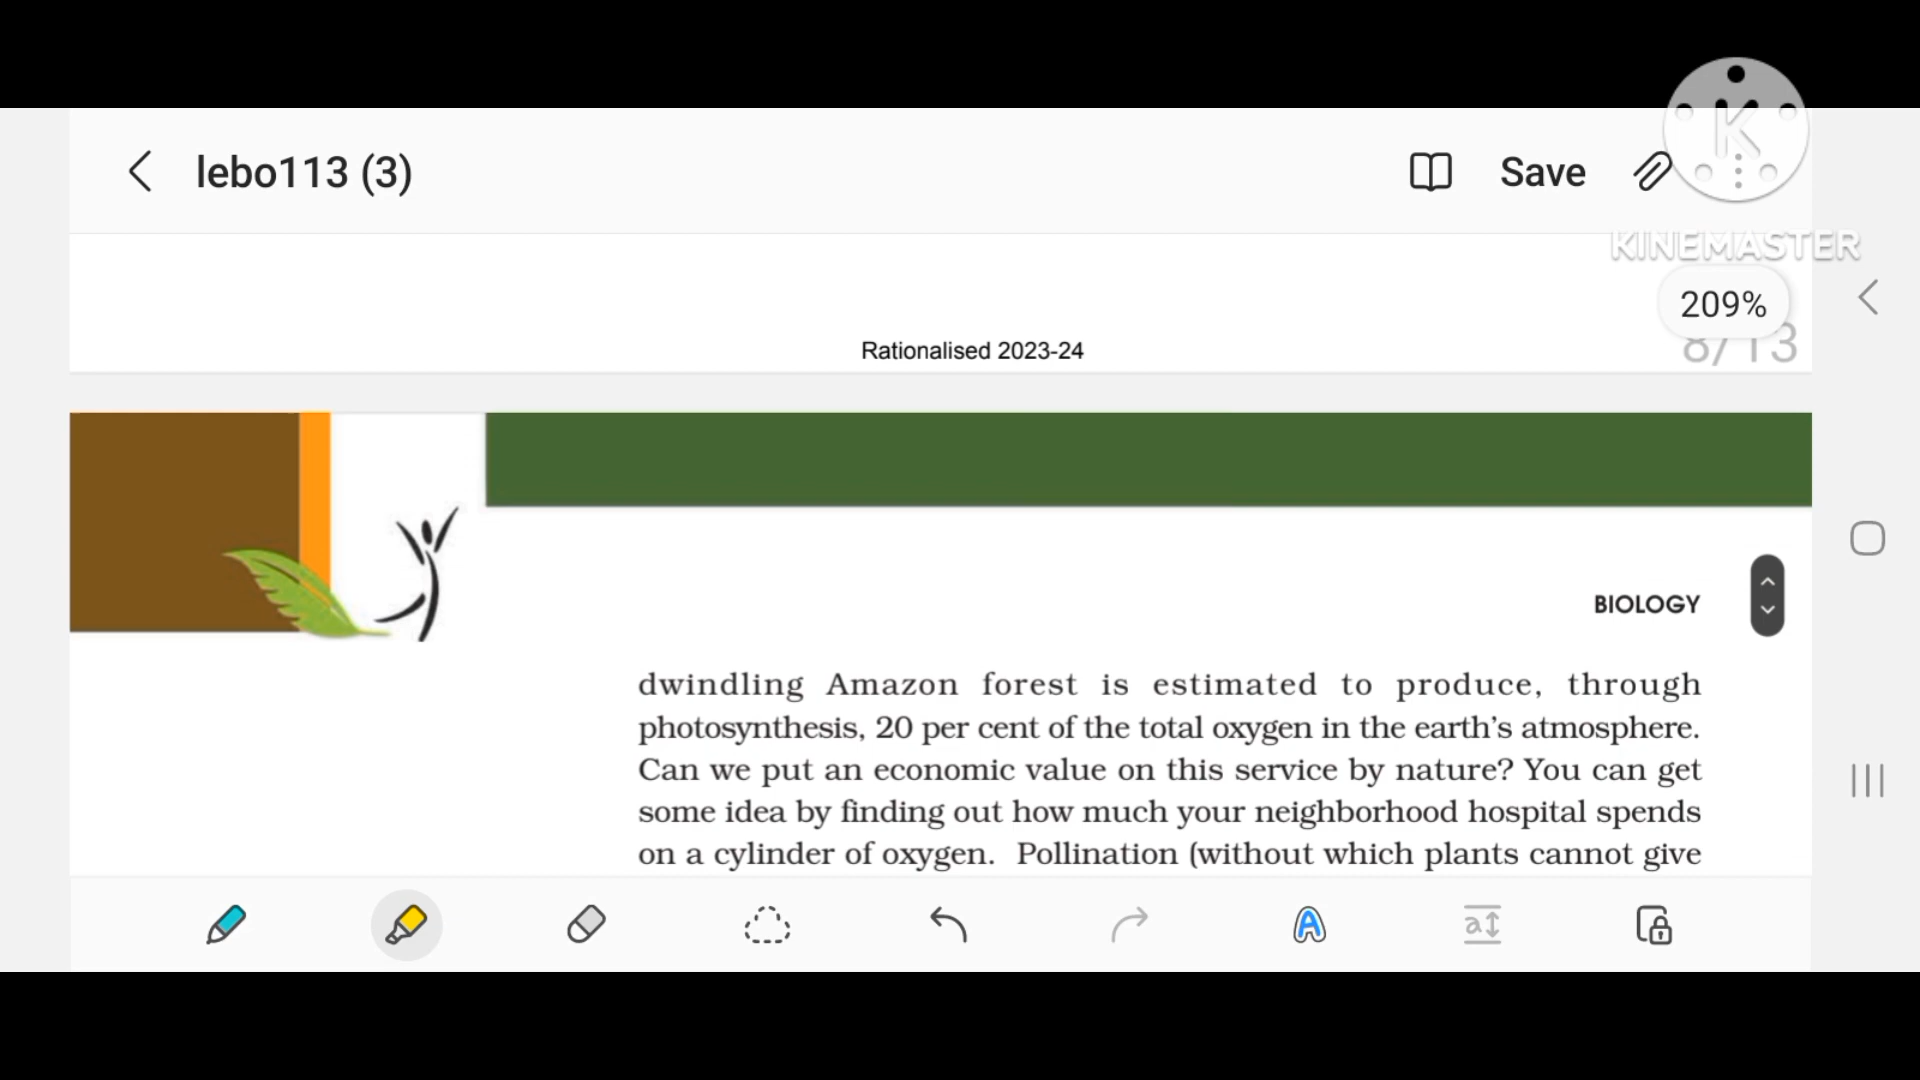 lebo113 (3)
Save
K
KINEMASTER
209%
8/13
Rationalised 2023-24
BIOLOGY
dwindling Amazon forest is estimated to produce, through
photosynthesis, 20 per cent of the total oxygen in the earth's atmosphere.
Can we put an economic value on this service by nature? You can get
some idea by finding out how much your neighborhood hospital spends
on a cylinder of oxygen. Pollination (without which plants cannot give
A
a